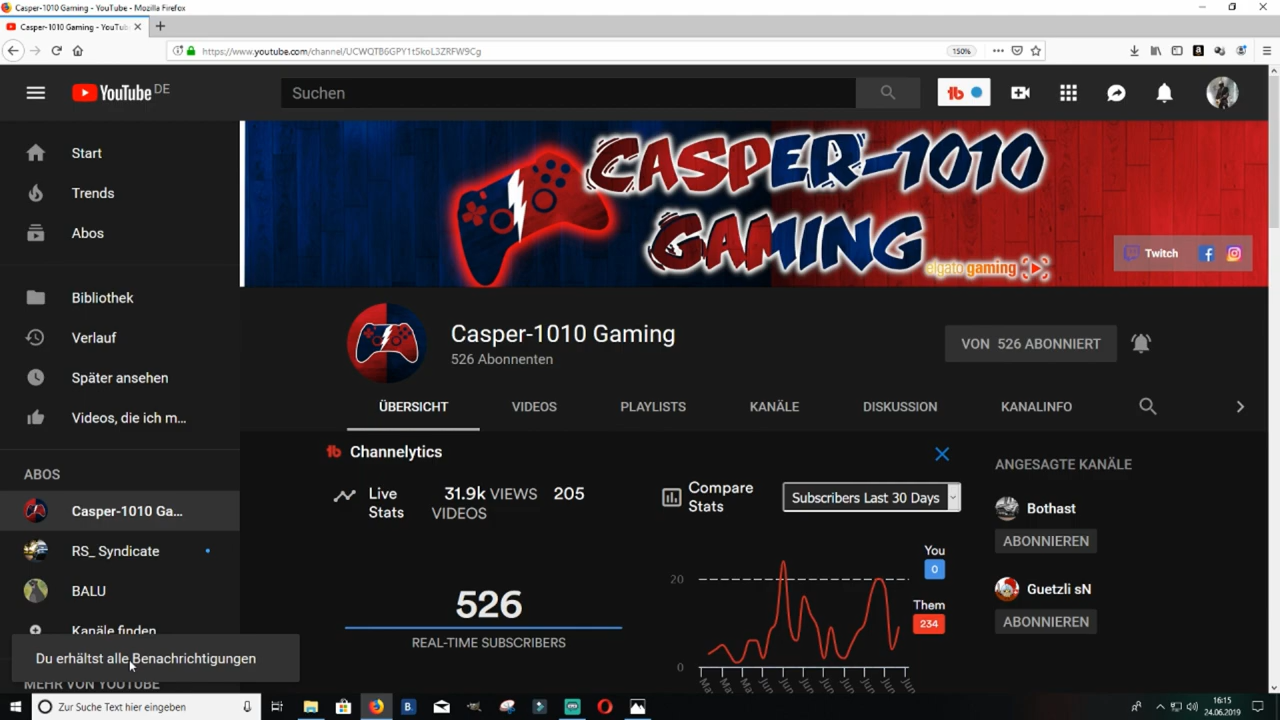 Casper-1010 Gaming - YouTube - Mozilla Firefox
Casper-1010 Gaming - YouTub
https://www.youtube.com/channel/UCWQTB6GPY1tSkoL3ZRFW9Cg
150%
YouTube DE
Suchen
Start
Trends
Abos
Bibliothek
Verlauf
Später ansehen
Videos, die ich m...
ABOS
Casper-1010 Ga...
RS_ Syndicate
BALU
Kanäle finden
Du erhältst alle Benachrichtigungen
MEHR VON YOUTUBE
CASPER-1010
GAMING
elgato gaming
Twitch
Casper-1010 Gaming
526 Abonnenten
VON 526 ABONNIERT
ÜBERSICHT
VIDEOS
PLAYLISTS
KANÄLE
DISKUSSION
KANALINFO
Channelytics
Live
Stats
31.9k VIEWS 205
VIDEOS
Compare
Stats
Subscribers Last 30 Days
526
REAL-TIME SUBSCRIBERS
20
0
You
0
Them
234
ANGESAGTE KANÄLE
Bothast
ABONNIEREN
Guetzli sN
ABONNIEREN
Zur Suche Text hier eingeben
16:15
24.06.2019